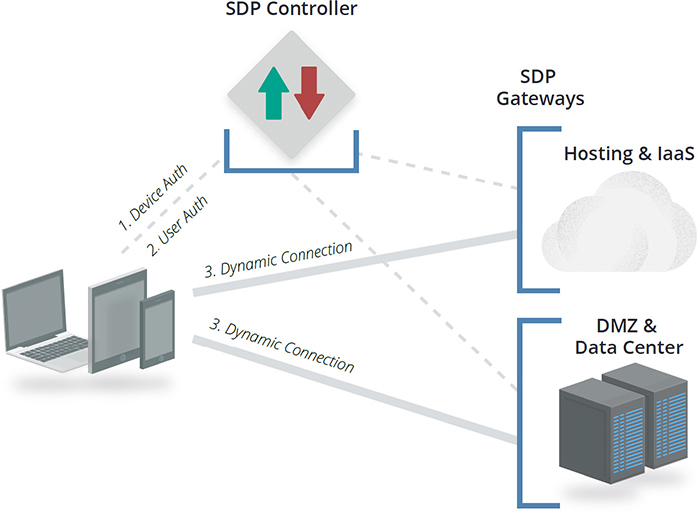 SDP Controller
SDP
Gateways
Hosting & IaaS
1. Device Auth
2. User Auth
3. Dynamic Connection
3. Dynamic Connection
DMZ &
Data Center